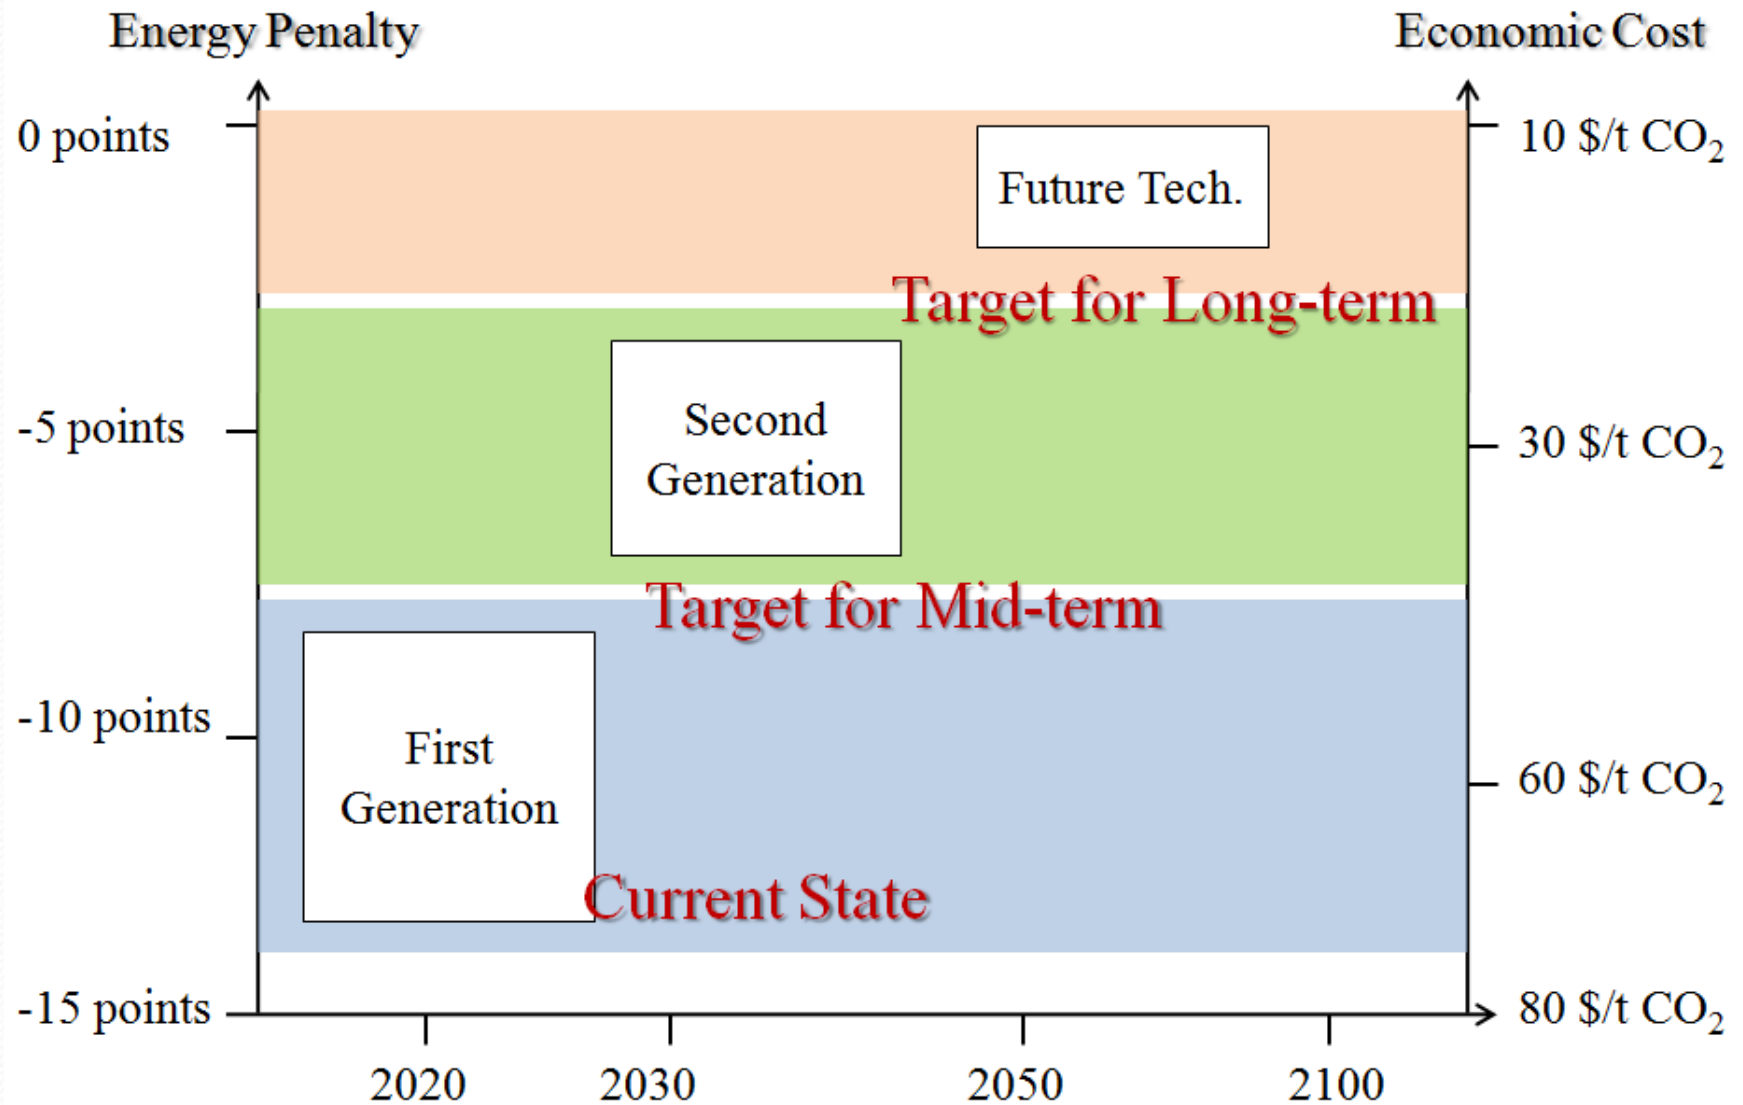 Energy Penalty
Economic Cost
0 points
10 $/t CO₂
Future Tech.
Target for Long-term
Second
Generation
-5 points
30 $/t CO₂
Target for Mid-term
-10 points
First
Generation
60 $/t CO₂
Current State
-15 points
80 $/t CO₂
2020
2030
2050
2100